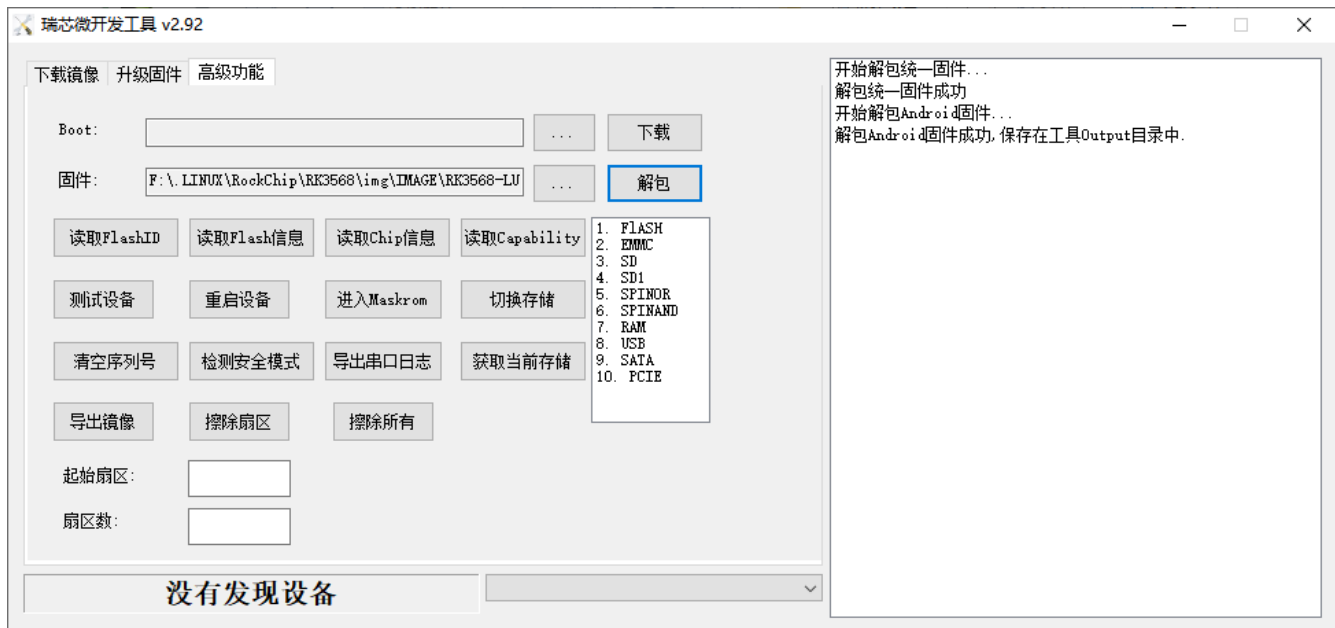 瑞芯微开发工具 v2.92
下载镜像 升级固件 高级功能
Boot: ... 下载
固件: F:\.LINUX\RockChip\RK3568\img\IMAGE\RK3568-LU ... 解包
读取FlashID 读取Flash信息 读取Chip信息 读取Capability
测试设备 重启设备 进入Maskrom 切换存储
清空序列号 检测安全模式 导出串口日志 获取当前存储
导出镜像 擦除扇区 擦除所有
1. FlASH
2. EMMC
3. SD
4. SD1
5. SPINOR
6. SPINAND
7. RAM
8. USB
9. SATA
10. PCIE
起始扇区:
扇区数:
没有发现设备
开始解包统一固件...
解包统一固件成功
开始解包Android固件...
解包Android固件成功,保存在工具Output目录中.